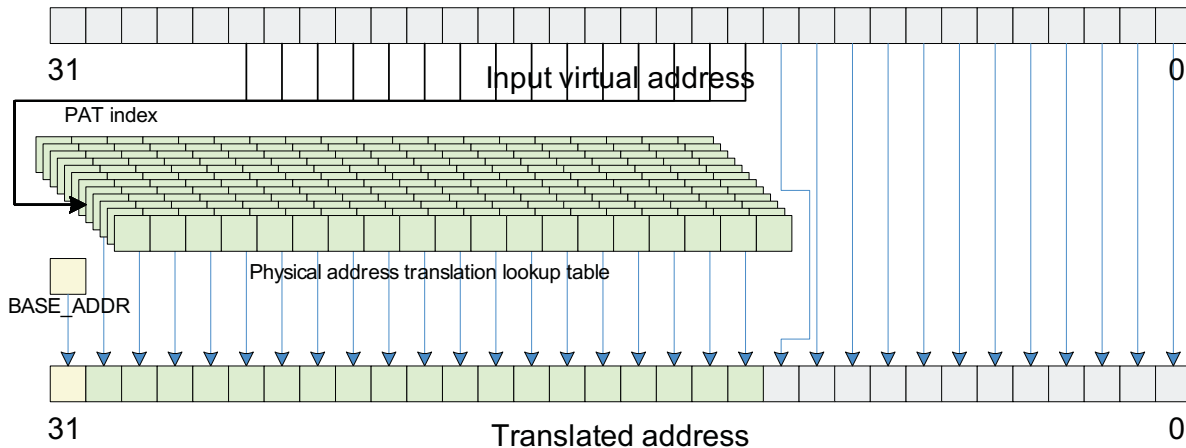 31
0
Input virtual address
PAT index
Physical address translation lookup table
BASE_ADDR
31
0
Translated address